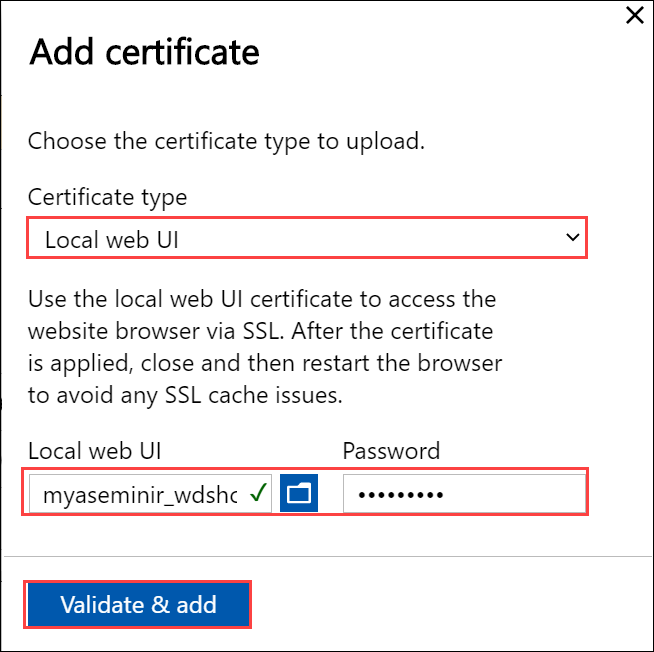 Add certificate
Choose the certificate type to upload.
Certificate type
Local web UI
Use the local web UI certificate to access the
website browser via SSL. After the certificate
is applied, close and then restart the browser
to avoid any SSL cache issues.
Local web UI Password
myaseminir_wdshc •••••••••
Validate & add